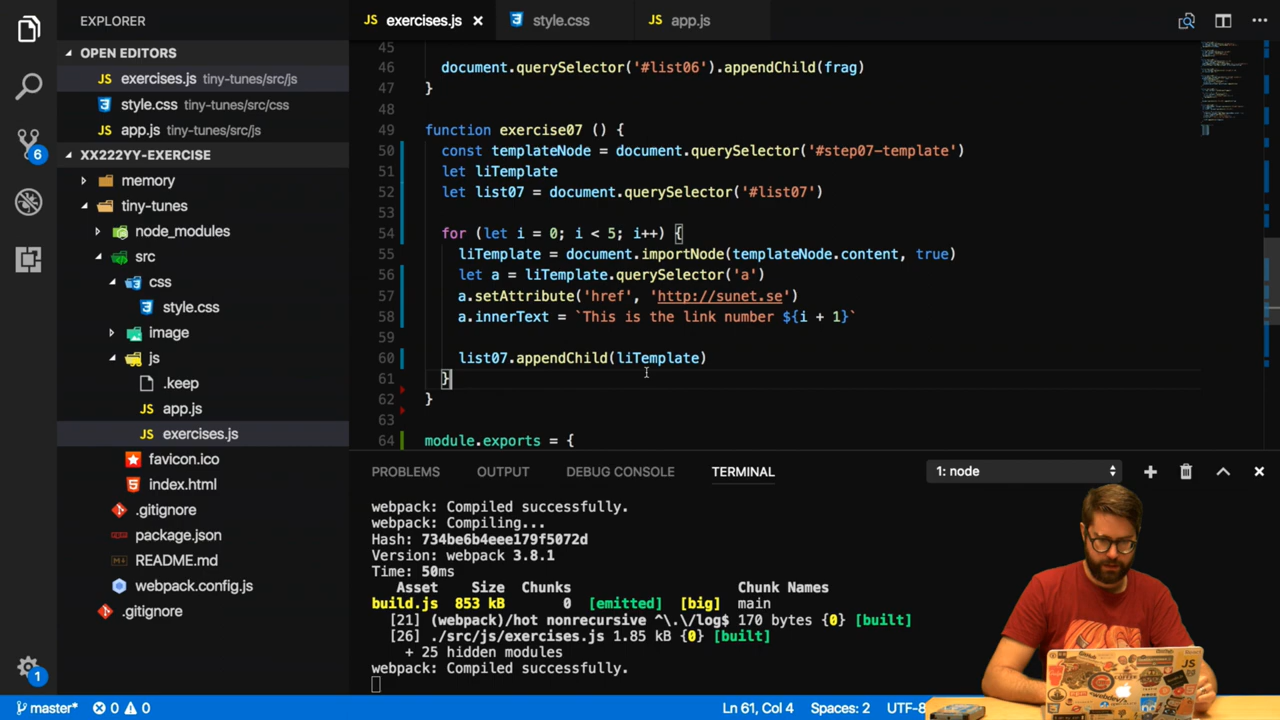 EXPLORER
OPEN EDITORS
JS exercises.js tiny-tunes/src/js
style.css tiny-tunes/src/css
JS app.js tiny-tunes/src/js
XX222YY-EXERCISE
memory
tiny-tunes
node_modules
src
css
style.css
image
js
.keep
JS app.js
JS exercises.js
favicon.ico
index.html
.gitignore
package.json
README.md
webpack.config.js
.gitignore
6
1
JS exercises.js × style.css JS app.js
45
46 document.querySelector('#list06').appendChild(frag)
47 }
48
49 function exercise07 () {
50 const templateNode = document.querySelector('#step07-template')
51 let liTemplate
52 let list07 = document.querySelector('#list07')
53
54 for (let i = 0; i < 5; i++) {
55 liTemplate = document.importNode(templateNode.content, true)
56 let a = liTemplate.querySelector('a')
57 a.setAttribute('href', 'http://sunet.se')
58 a.innerText = `This is the link number ${i + 1}`
59
60 list07.appendChild(liTemplate)
61 }
62 }
63
64 module.exports = {
PROBLEMS OUTPUT DEBUG CONSOLE TERMINAL 1: node
webpack: Compiled successfully.
webpack: Compiling...
Hash: 734be6b4eee179f5072d
Version: webpack 3.8.1
Time: 50ms
Asset Size Chunks Chunk Names
build.js 853 kB 0 [emitted] [big] main
[21] (webpack)/hot nonrecursive ^\.\/log$ 170 bytes {0} [built]
[26] ./src/js/exercises.js 1.85 kB {0} [built]
+ 25 hidden modules
webpack: Compiled successfully.
master* 0 0 Ln 61, Col 4 Spaces: 2 UTF-8